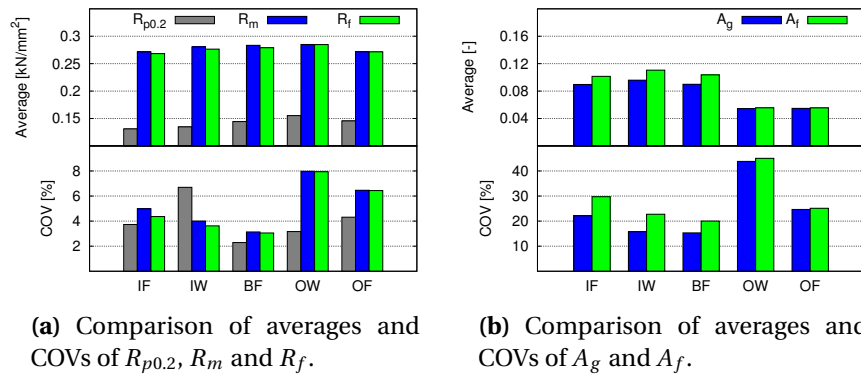 R_p0.2 R_m R_f
Average [kN/mm²]
0.3
0.25
0.15
COV [%]
8
6
4
2
IF IW BF OW OF
(a) Comparison of averages and
COVs of R_p0.2, R_m and R_f.
A_g A_f
Average [-]
0.16
0.12
0.08
0.04
COV [%]
40
30
20
10
IF IW BF OW OF
(b) Comparison of averages and
COVs of A_g and A_f.